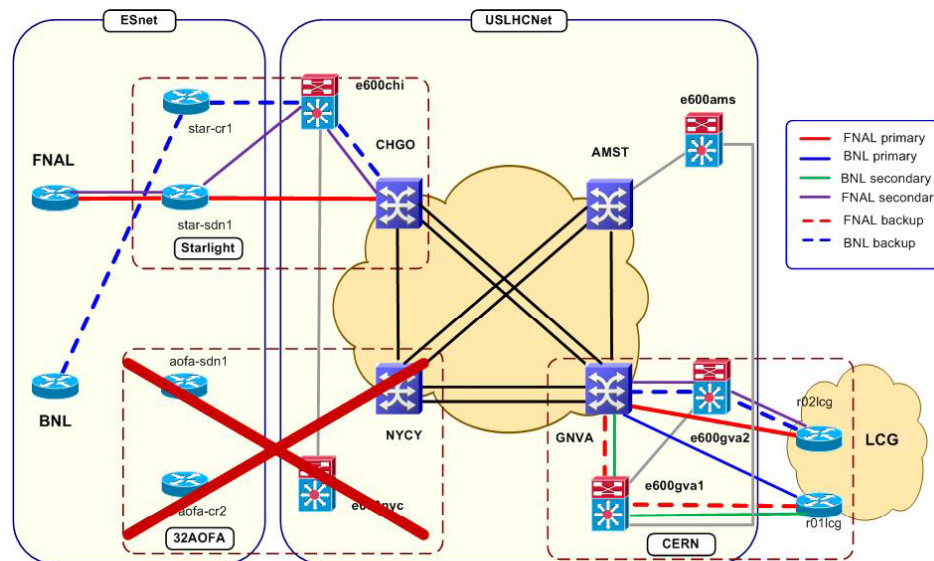 ESnet
USLHCNet
e600chi
star-cr1
CHGO
FNAL
star-sdn1
Starlight
AMST
e600ams
FNAL primary
BNL primary
BNL secondary
FNAL secondar
FNAL backup
BNL backup
aofa-sdn1
BNL
NYCY
GNVA
e600gva2
r02lcg
LCG
aofa-cr2
e600gva1
r01lcg
32AOFA
CERN